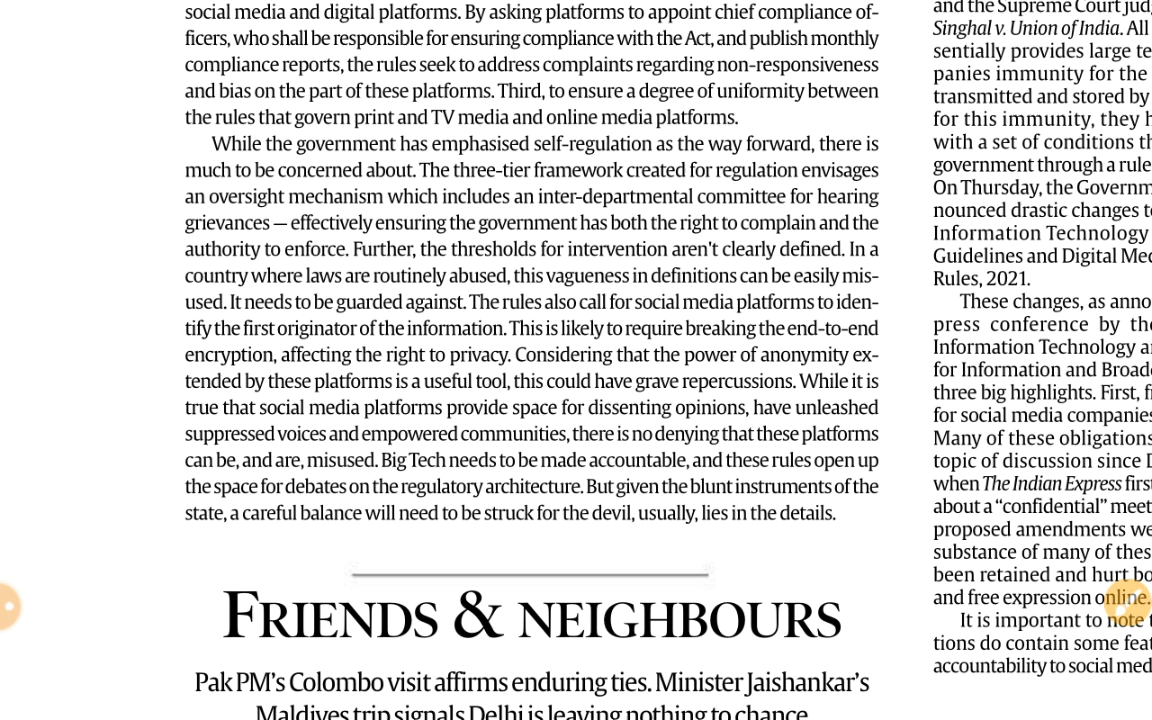 social media and digital platforms. By asking platforms to appoint chief compliance of-
ficers, who shall be responsible for ensuring compliance with the Act, and publish monthly
compliance reports, the rules seek to address complaints regarding non-responsiveness
and bias on the part of these platforms. Third, to ensure a degree of uniformity between
the rules that govern print and TV media and online media platforms.
While the government has emphasised self-regulation as the way forward, there is
much to be concerned about. The three-tier framework created for regulation envisages
an oversight mechanism which includes an inter-departmental committee for hearing
grievances — effectively ensuring the government has both the right to complain and the
authority to enforce. Further, the thresholds for intervention aren't clearly defined. In a
country where laws are routinely abused, this vagueness in definitions can be easily mis-
used. It needs to be guarded against. The rules also call for social media platforms to iden-
tify the first originator of the information. This is likely to require breaking the end-to-end
encryption, affecting the right to privacy. Considering that the power of anonymity ex-
tended by these platforms is a useful tool, this could have grave repercussions. While it is
true that social media platforms provide space for dissenting opinions, have unleashed
suppressed voices and empowered communities, there is no denying that these platforms
can be, and are, misused. Big Tech needs to be made accountable, and these rules open up
the space for debates on the regulatory architecture. But given the blunt instruments of the
state, a careful balance will need to be struck for the devil, usually, lies in the details.
FRIENDS & NEIGHBOURS
Pak PM's Colombo visit affirms enduring ties. Minister Jaishankar's
Maldives trip signals Delhi is leaving nothing to chance
and the Supreme Court
Singhal v. Union of India. All
sentially provides large
panies immunity for the
transmitted and stored by
for this immunity, they
with a set of conditions
government through a rule
On Thursday, the
nounced drastic changes
Information Technology
Guidelines and Digital
Rules, 2021.
These changes, as
press conference by
Information Technology
for Information and
three big highlights. First,
for social media companies
Many of these obligations
topic of discussion since
when The Indian Express
about a “confidential”
proposed amendments
substance of many of
been retained and hurt
and free expression online.
It is important to note
tions do contain some
accountability to social